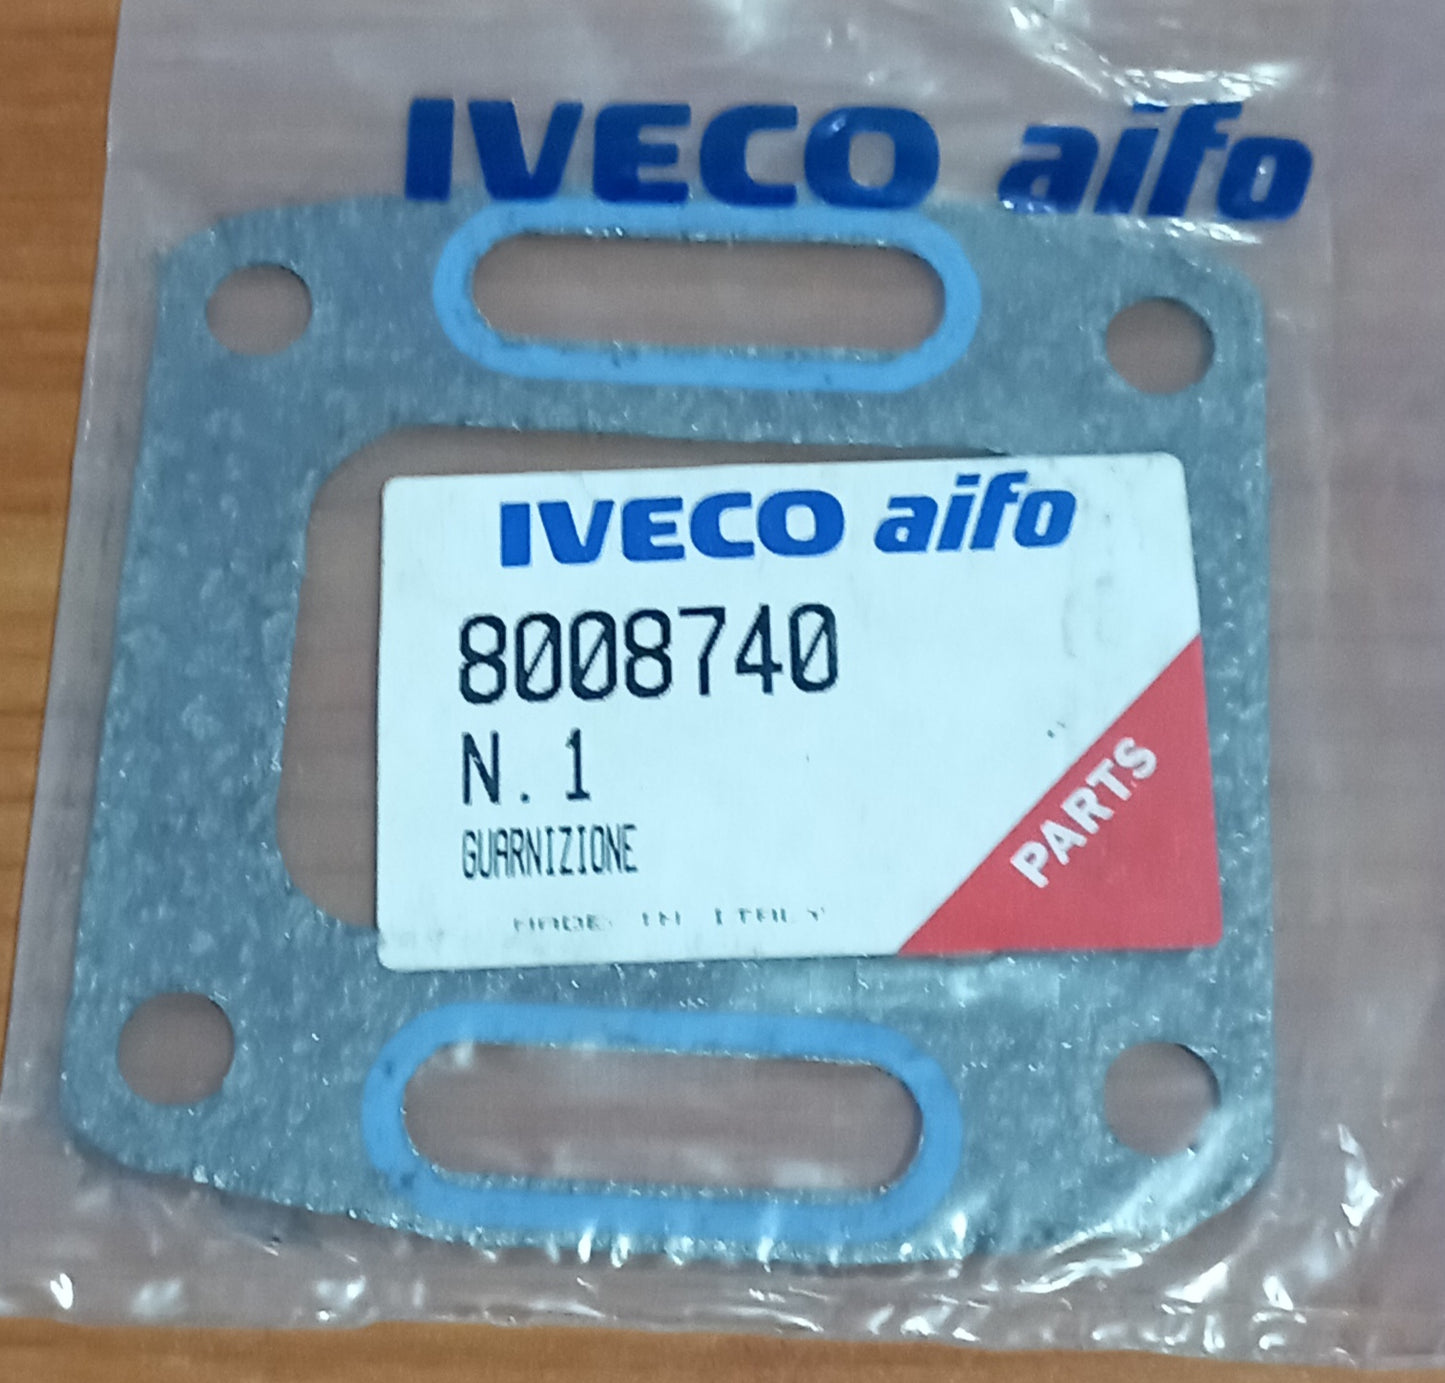 IVECO aifo
IVECO aifo
8008740
N. 1
GUARNIZIONE
PARTS
MADE IN ITALY